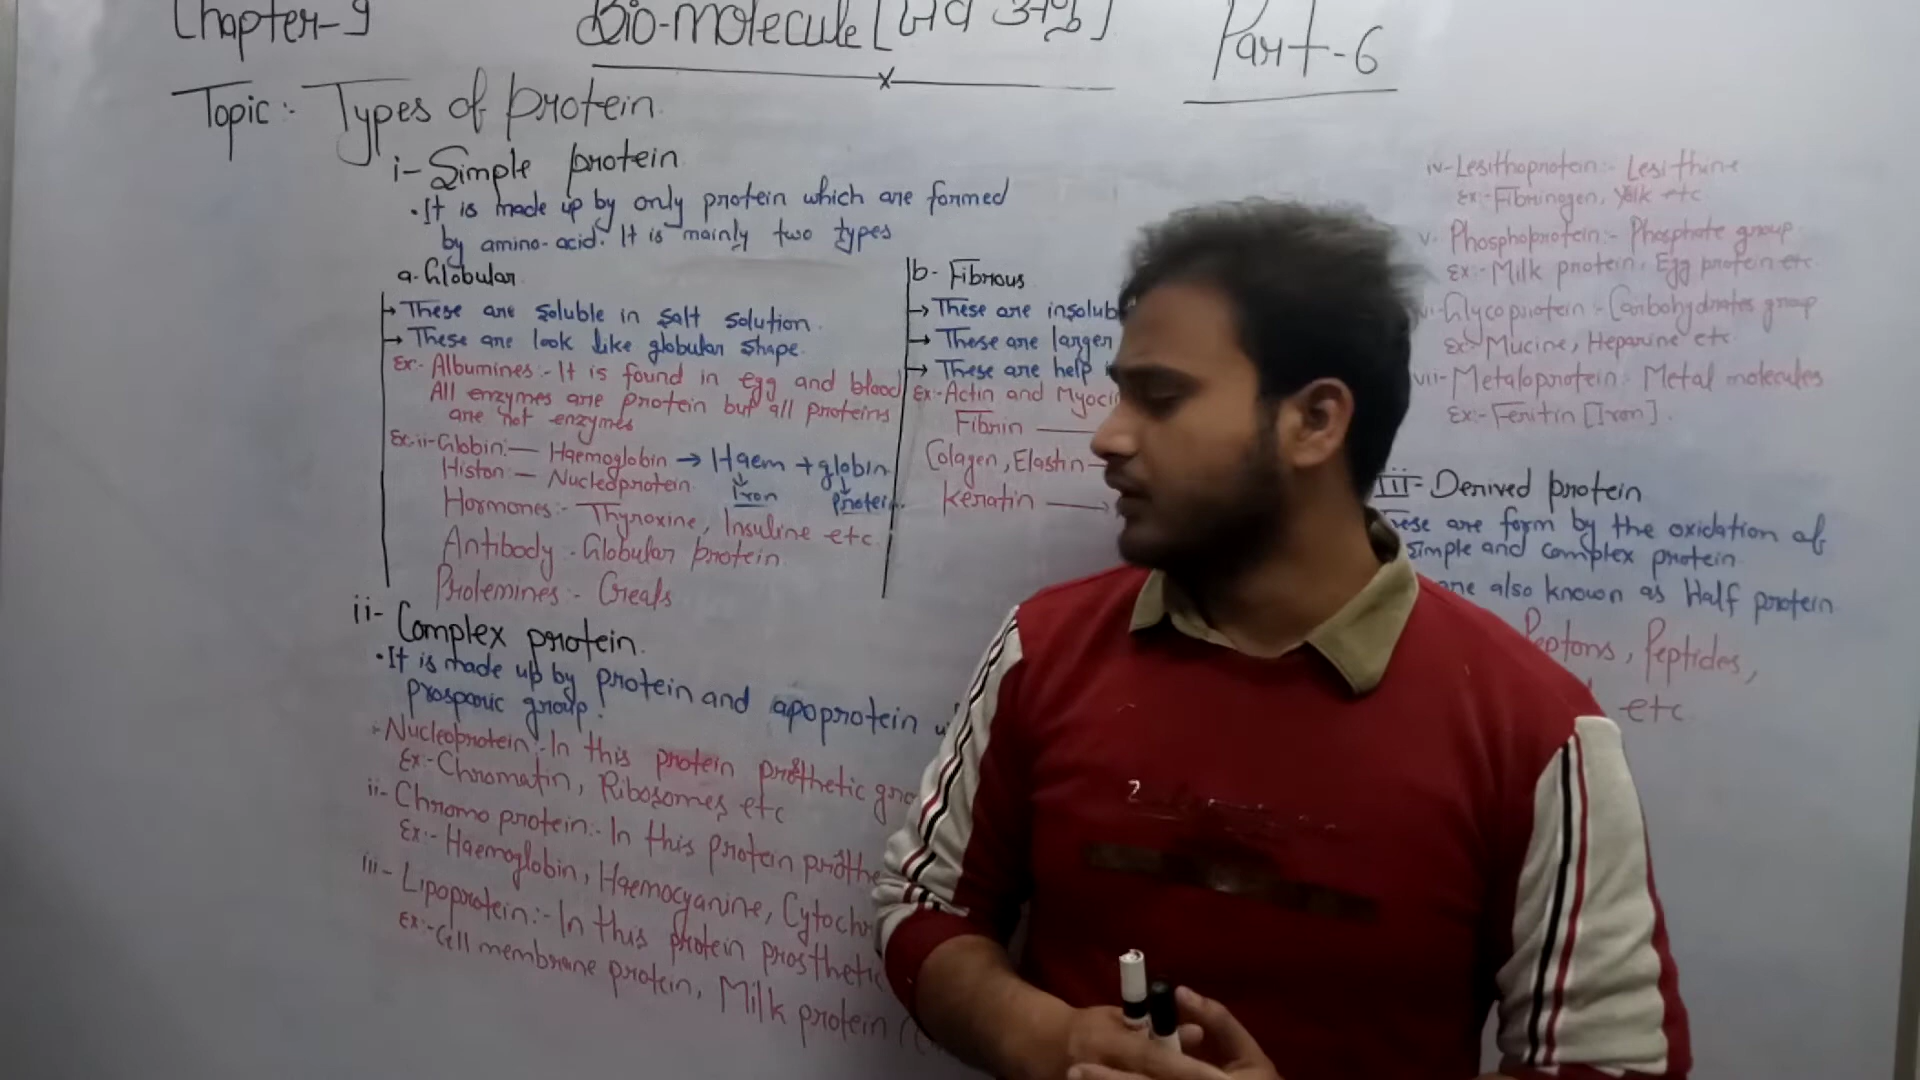 Chapter-9
Bio-molecule [जैव अणु]
Part-6
Topic :- Types of protein
i- Simple protein
• It is made up by only protein which are formed
by amino-acid. It is mainly two types
a- Globular
→ These are soluble in salt solution.
→ These are look like globular shape.
Ex:- Albumines:- It is found in egg and blood
All enzymes are protein but all proteins
are not enzymes
Ex:ii- Globin:— Haemoglobin → Haem + globin
Iron Protein
Histon:— Nucleoprotein
Hormones:- Thyroxine, Insuline etc.
Antibody:- Globular protein
Prolemines:- Creals
b- Fibrious
→ These are insolub
→ These are larger
→ These are help
Ex:- Actin and Myocin
Fibrin
Colagen, Elastin
Keratin
ii- Complex protein.
• It is made up by protein and apoprotein
prosparic group.
Nucleoprotein:- In this protein prosthetic gro
Ex:- Chromatin, Ribosomes etc
ii- Chromo protein:- In this protein prosthe
Ex:- Haemoglobin, Haemocyanine, Cytochr
iii- Lipoprotein:- In this protein prosthetic
Ex:- Cell membrane protein, Milk protein
iv- Lesithoprotein:- Lesithine
Ex:- Fibrinogen, Yolk etc
v- Phosphoprotein:- Phosphate group
Ex:- Milk protein, Egg protein etc.
vi- Glycoprotein:- Carbohydrates group
Ex:- Mucine, Heparine etc.
vii- Metaloprotein:- Metal molecules
Ex:- Feritin [Iron].
III- Derived protein
These are form by the oxidation of
simple and complex protein
are also known as Half protein
Peptons, Peptides,
etc